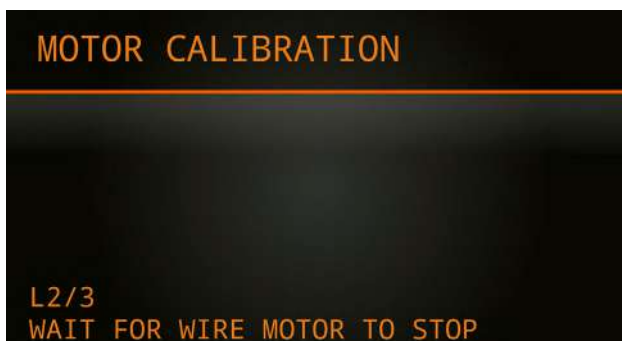 MOTOR CALIBRATION
L2/3
WAIT FOR WIRE MOTOR TO STOP